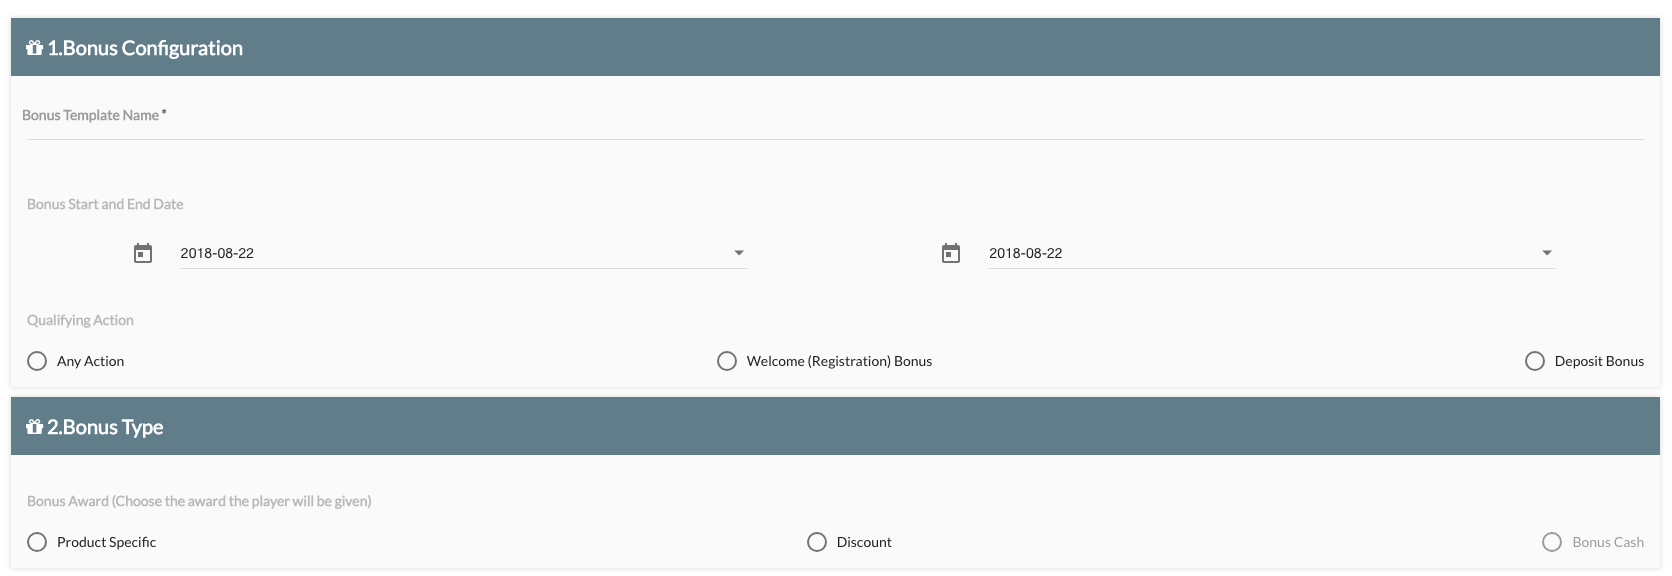 1.Bonus Configuration
Bonus Template Name *
Bonus Start and End Date
2018-08-22 2018-08-22
Qualifying Action
Any Action Welcome (Registration) Bonus Deposit Bonus
2.Bonus Type
Bonus Award (Choose the award the player will be given)
Product Specific Discount Bonus Cash